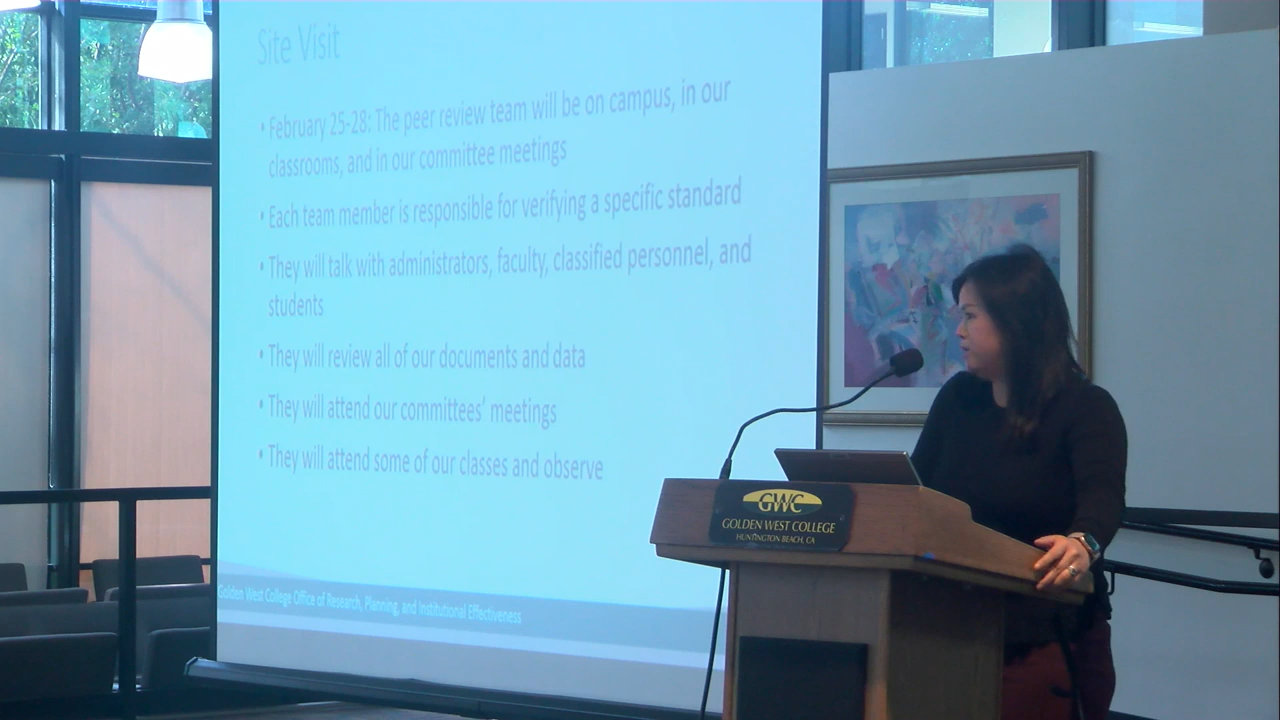 Site Visit
• February 25-28: The peer review team will be on campus, in our
classrooms, and in our committee meetings
• Each team member is responsible for verifying a specific standard
• They will talk with administrators, faculty, classified personnel, and
students
• They will review all of our documents and data
• They will attend our committees' meetings
• They will attend some of our classes and observe
Golden West College Office of Research, Planning, and Institutional Effectiveness
GWC
GOLDEN WEST COLLEGE
HUNTINGTON BEACH, CA